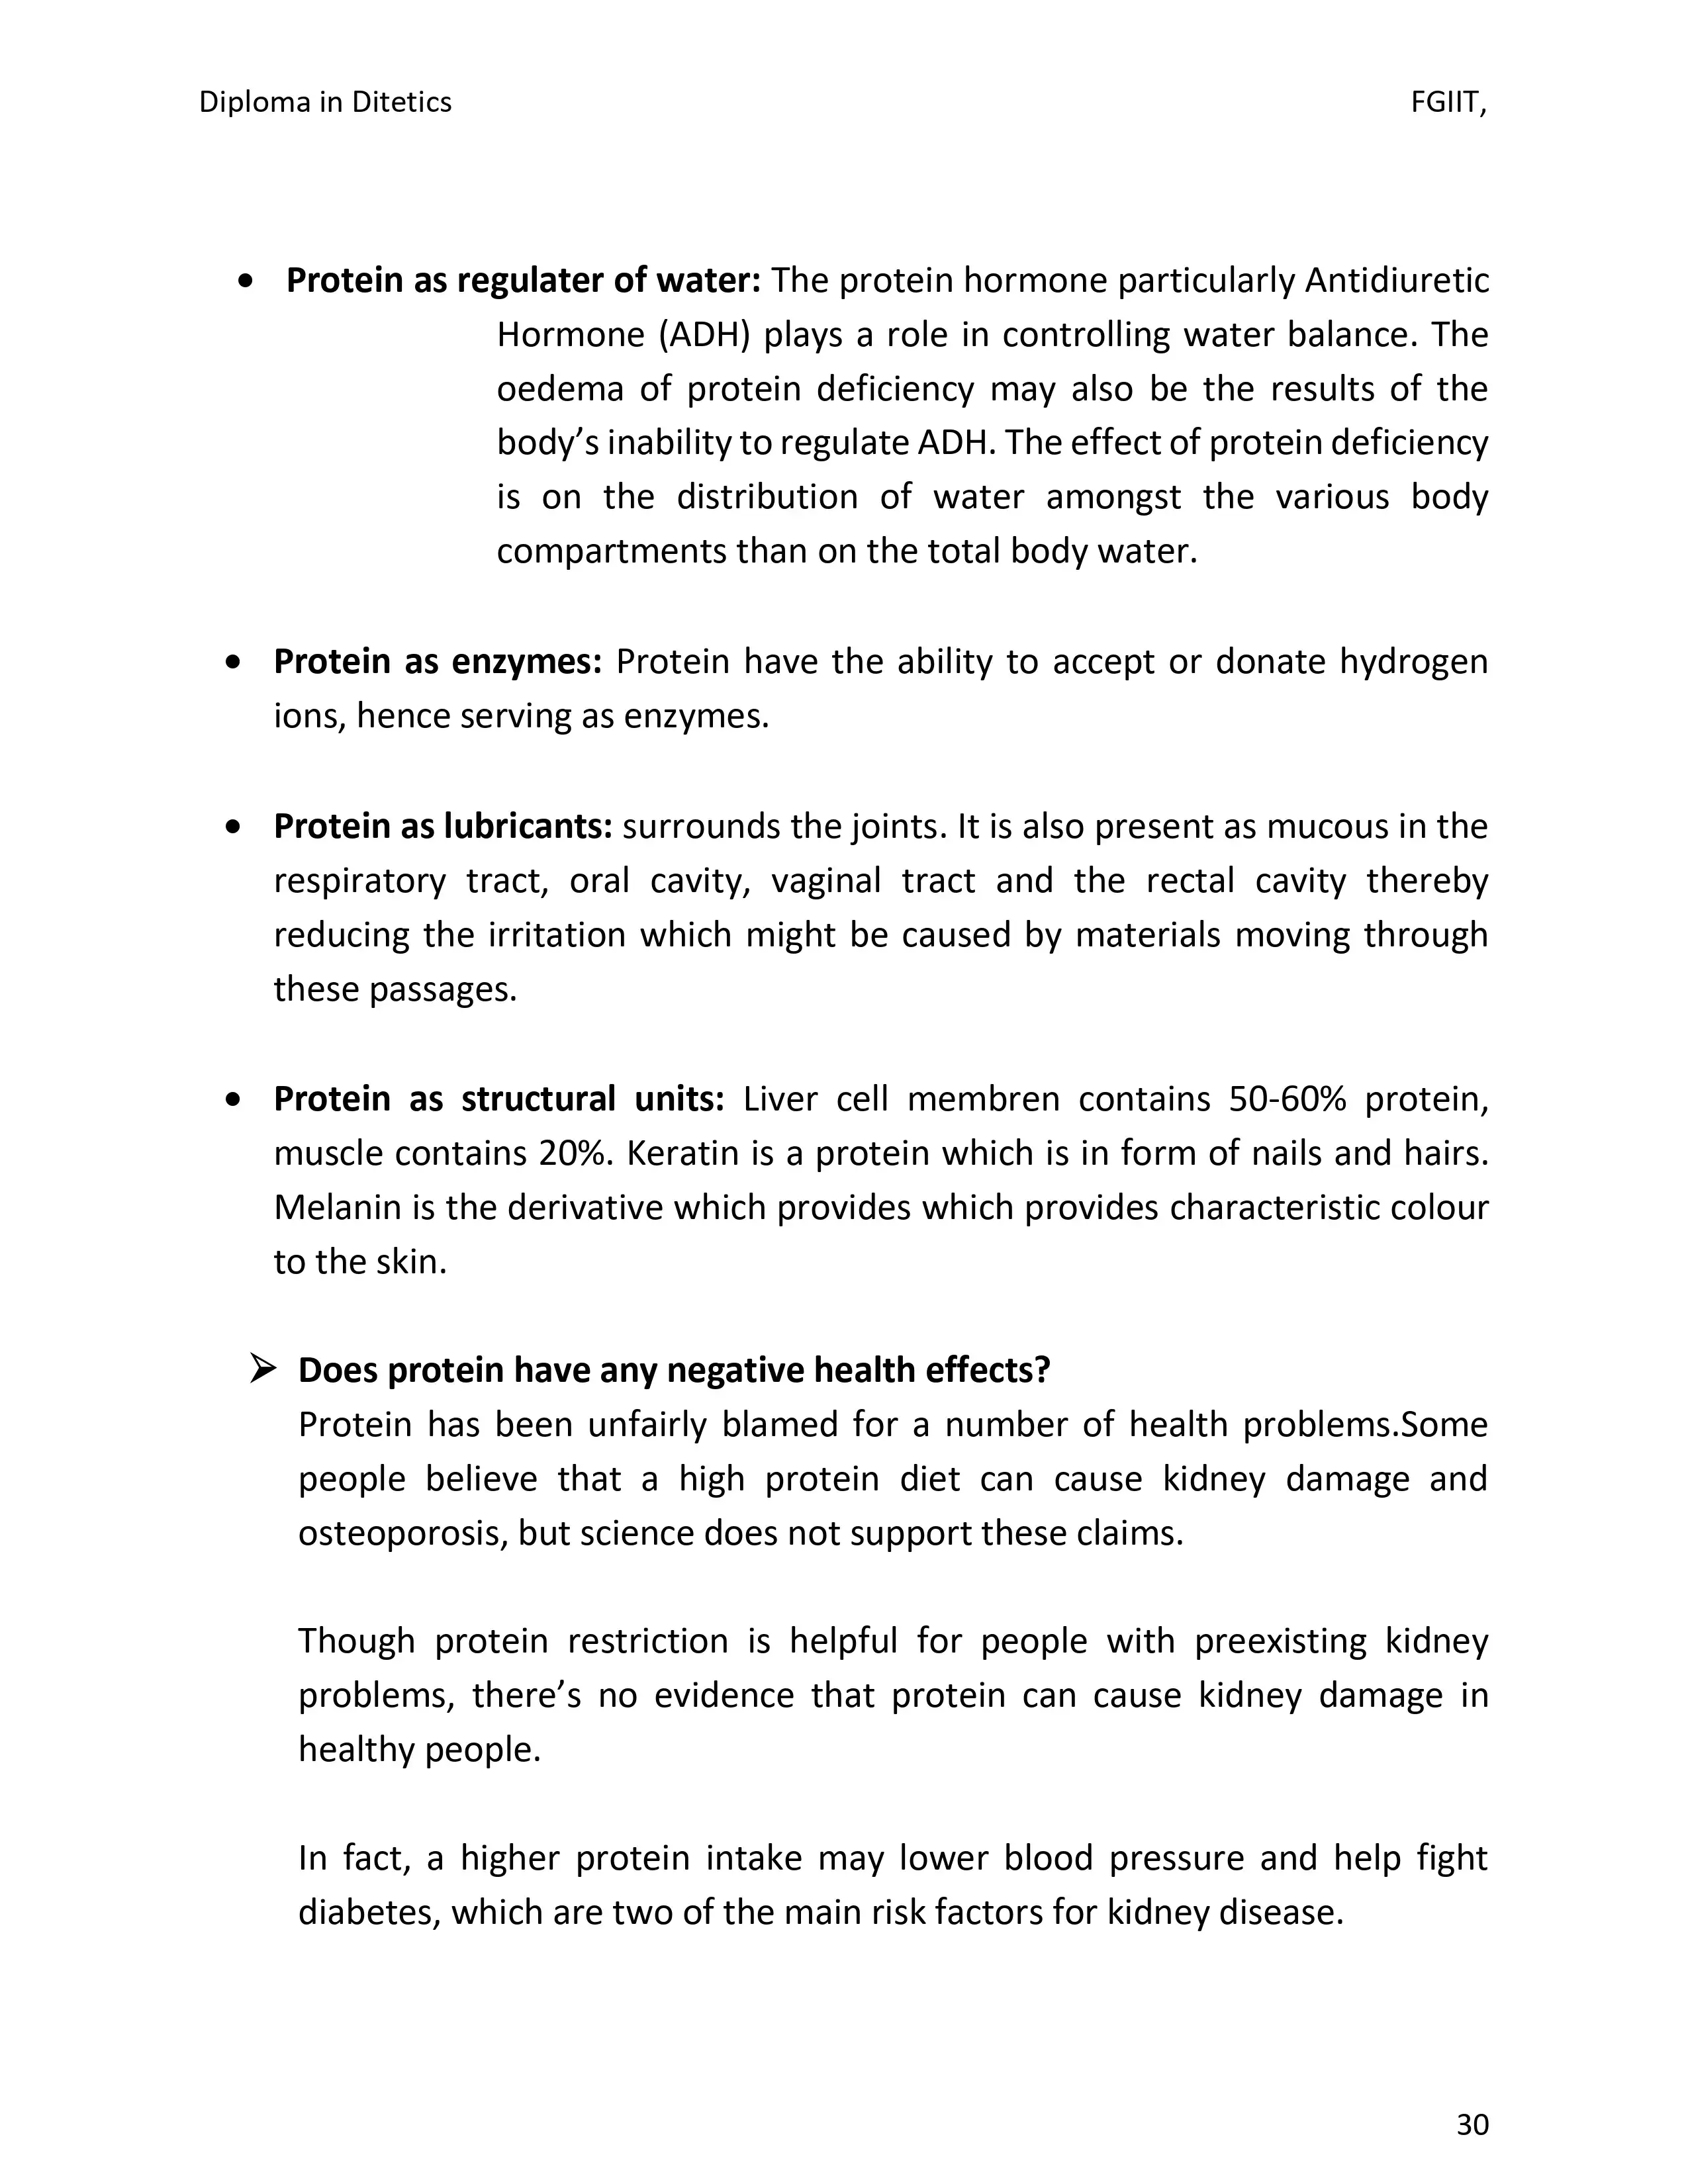 Diploma in Ditetics FGIIT,
• Protein as regulater of water: The protein hormone particularly Antidiuretic
Hormone (ADH) plays a role in controlling water balance. The
oedema of protein deficiency may also be the results of the
body’s inability to regulate ADH. The effect of protein deficiency
is on the distribution of water amongst the various body
compartments than on the total body water.
• Protein as enzymes: Protein have the ability to accept or donate hydrogen
ions, hence serving as enzymes.
• Protein as lubricants: surrounds the joints. It is also present as mucous in the
respiratory tract, oral cavity, vaginal tract and the rectal cavity thereby
reducing the irritation which might be caused by materials moving through
these passages.
• Protein as structural units: Liver cell membren contains 50-60% protein,
muscle contains 20%. Keratin is a protein which is in form of nails and hairs.
Melanin is the derivative which provides which provides characteristic colour
to the skin.
➢ Does protein have any negative health effects?
Protein has been unfairly blamed for a number of health problems.Some
people believe that a high protein diet can cause kidney damage and
osteoporosis, but science does not support these claims.
Though protein restriction is helpful for people with preexisting kidney
problems, there’s no evidence that protein can cause kidney damage in
healthy people.
In fact, a higher protein intake may lower blood pressure and help fight
diabetes, which are two of the main risk factors for kidney disease.
30